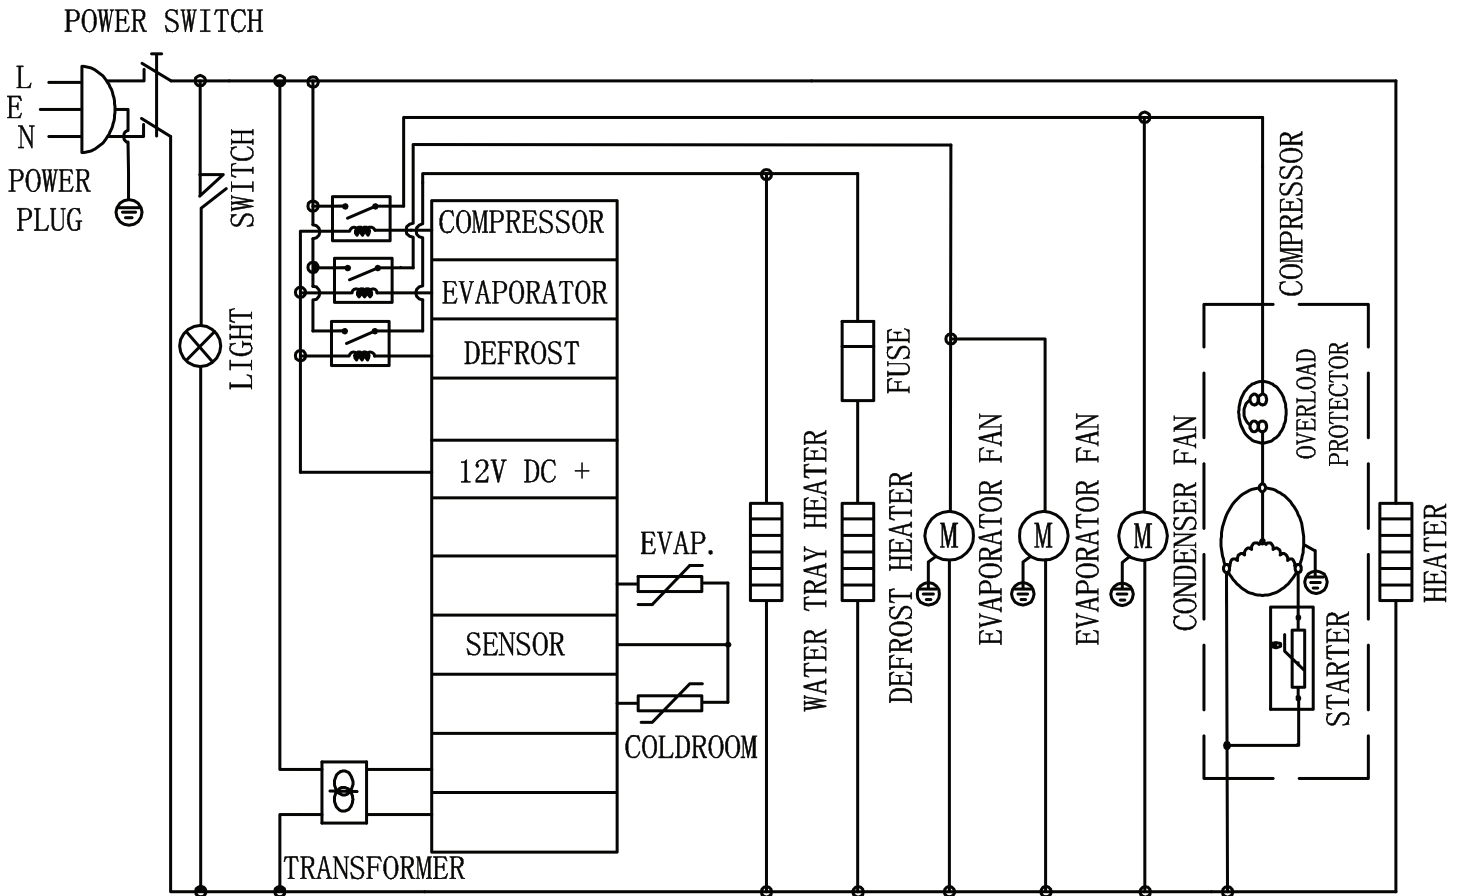 POWER SWITCH
L
E
N
POWER
PLUG
SWITCH
LIGHT
COMPRESSOR
EVAPORATOR
DEFROST
12V DC +
SENSOR
EVAP.
COLDROOM
TRANSFORMER
WATER TRAY HEATER
FUSE
DEFROST HEATER
M
EVAPORATOR FAN
M
EVAPORATOR FAN
M
CONDENSER FAN
COMPRESSOR
OVERLOAD
PROTECTOR
STARTER
HEATER